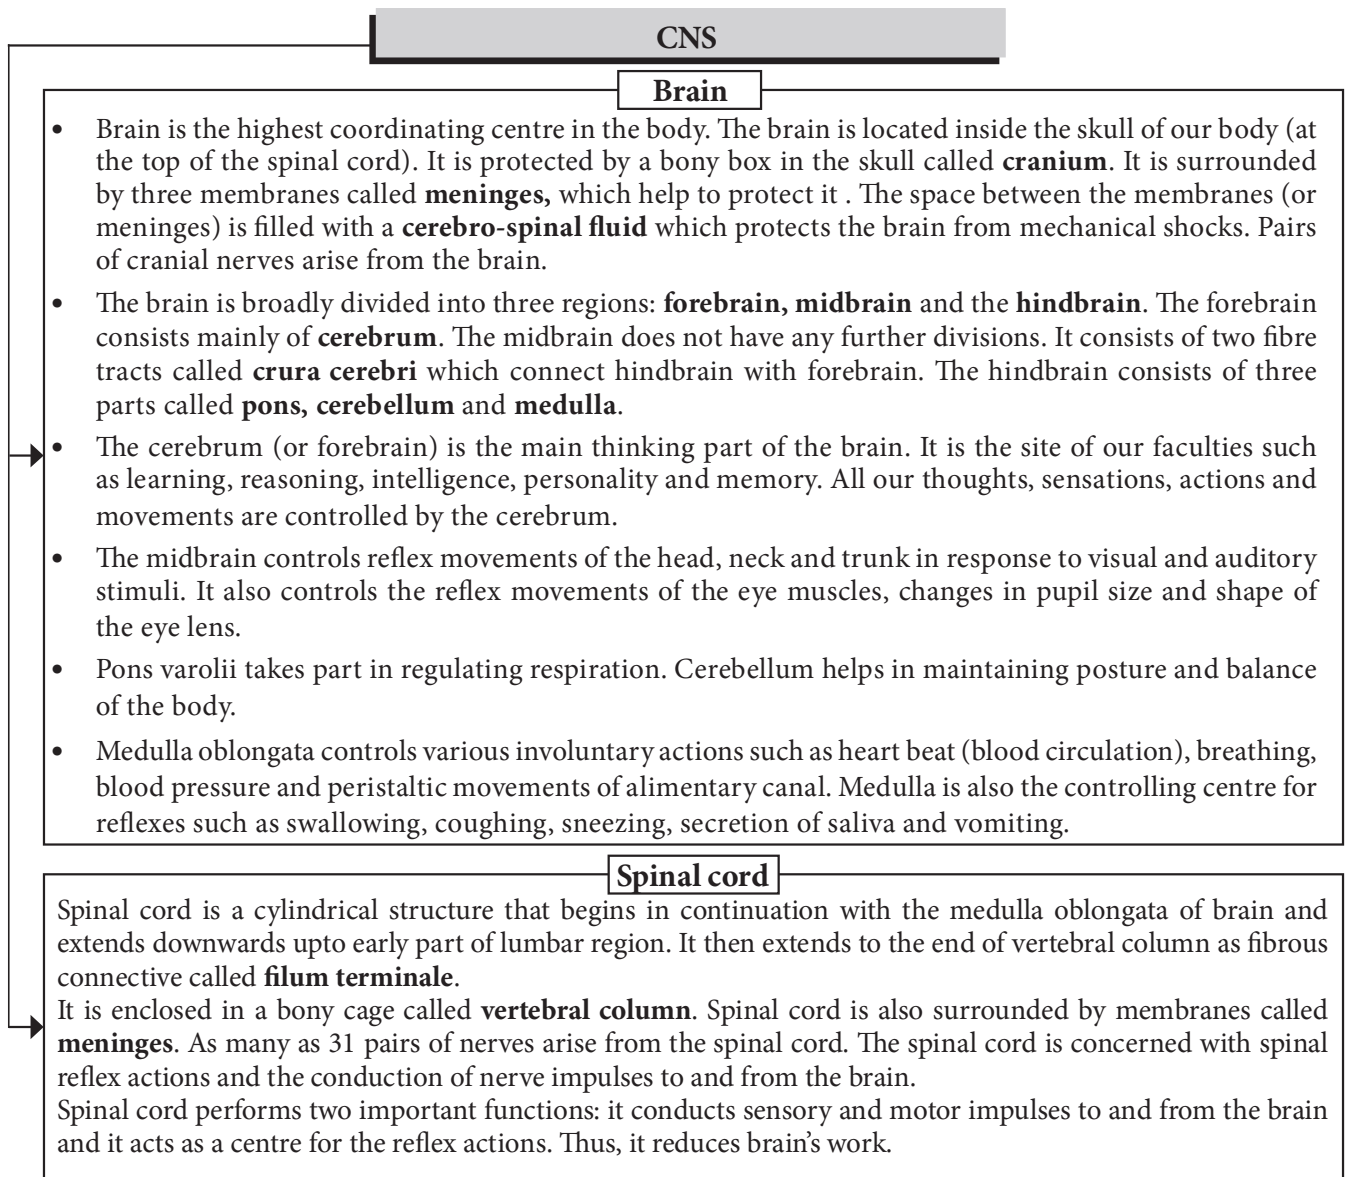 CNS
Brain
• Brain is the highest coordinating centre in the body. The brain is located inside the skull of our body (at
the top of the spinal cord). It is protected by a bony box in the skull called cranium. It is surrounded
by three membranes called meninges, which help to protect it . The space between the membranes (or
meninges) is filled with a cerebro-spinal fluid which protects the brain from mechanical shocks. Pairs
of cranial nerves arise from the brain.
• The brain is broadly divided into three regions: forebrain, midbrain and the hindbrain. The forebrain
consists mainly of cerebrum. The midbrain does not have any further divisions. It consists of two fibre
tracts called crura cerebri which connect hindbrain with forebrain. The hindbrain consists of three
parts called pons, cerebellum and medulla.
• The cerebrum (or forebrain) is the main thinking part of the brain. It is the site of our faculties such
as learning, reasoning, intelligence, personality and memory. All our thoughts, sensations, actions and
movements are controlled by the cerebrum.
• The midbrain controls reflex movements of the head, neck and trunk in response to visual and auditory
stimuli. It also controls the reflex movements of the eye muscles, changes in pupil size and shape of
the eye lens.
• Pons varolii takes part in regulating respiration. Cerebellum helps in maintaining posture and balance
of the body.
• Medulla oblongata controls various involuntary actions such as heart beat (blood circulation), breathing,
blood pressure and peristaltic movements of alimentary canal. Medulla is also the controlling centre for
reflexes such as swallowing, coughing, sneezing, secretion of saliva and vomiting.
Spinal cord
Spinal cord is a cylindrical structure that begins in continuation with the medulla oblongata of brain and
extends downwards upto early part of lumbar region. It then extends to the end of vertebral column as fibrous
connective called filum terminale.
It is enclosed in a bony cage called vertebral column. Spinal cord is also surrounded by membranes called
meninges. As many as 31 pairs of nerves arise from the spinal cord. The spinal cord is concerned with spinal
reflex actions and the conduction of nerve impulses to and from the brain.
Spinal cord performs two important functions: it conducts sensory and motor impulses to and from the brain
and it acts as a centre for the reflex actions. Thus, it reduces brain's work.